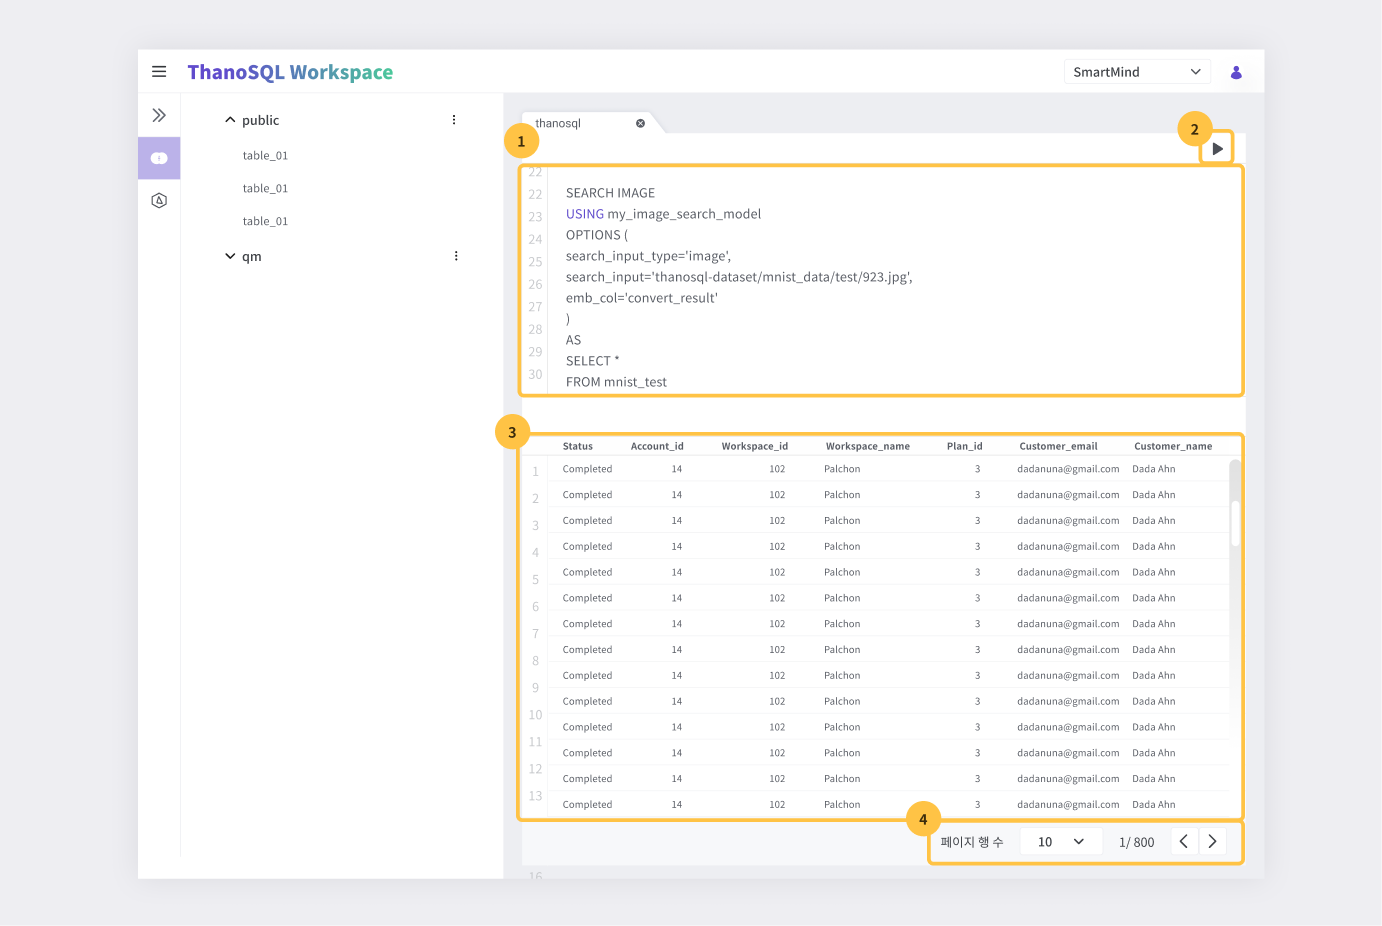 ThanoSQL Workspace
SmartMind
public
table_01
table_01
table_01
qm
thanosql
1
2
22
22 SEARCH IMAGE
23 USING my_image_search_model
24 OPTIONS (
25 search_input_type='image',
26 search_input='thanosql-dataset/mnist_data/test/923.jpg',
27 emb_col='convert_result'
28 )
29 AS
30 SELECT *
FROM mnist_test
3
Status Account_id Workspace_id Workspace_name Plan_id Customer_email Customer_name
1 Completed 14 102 Palchon 3 dadanuna@gmail.com Dada Ahn
2 Completed 14 102 Palchon 3 dadanuna@gmail.com Dada Ahn
3 Completed 14 102 Palchon 3 dadanuna@gmail.com Dada Ahn
4 Completed 14 102 Palchon 3 dadanuna@gmail.com Dada Ahn
5 Completed 14 102 Palchon 3 dadanuna@gmail.com Dada Ahn
6 Completed 14 102 Palchon 3 dadanuna@gmail.com Dada Ahn
7 Completed 14 102 Palchon 3 dadanuna@gmail.com Dada Ahn
8 Completed 14 102 Palchon 3 dadanuna@gmail.com Dada Ahn
9 Completed 14 102 Palchon 3 dadanuna@gmail.com Dada Ahn
10 Completed 14 102 Palchon 3 dadanuna@gmail.com Dada Ahn
11 Completed 14 102 Palchon 3 dadanuna@gmail.com Dada Ahn
12 Completed 14 102 Palchon 3 dadanuna@gmail.com Dada Ahn
13 Completed 14 102 Palchon 3 dadanuna@gmail.com Dada Ahn
Completed 14 102 Palchon 3 dadanuna@gmail.com Dada Ahn
4
페이지 행 수 10 1/ 800
16